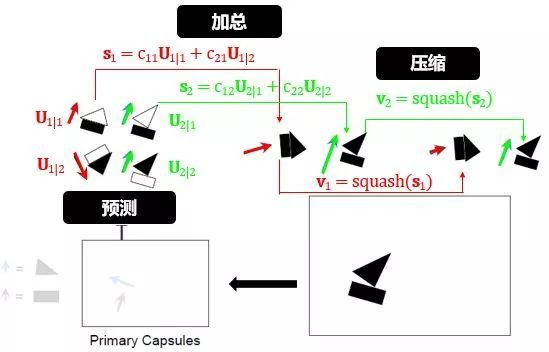 加总
s₁ = c₁₁U₁|₁ + c₂₁U₁|₂
压缩
s₂ = c₁₂U₂|₁ + c₂₂U₂|₂
v₂ = squash(s₂)
U₁|₁
U₂|₁
U₁|₂
U₂|₂
v₁ = squash(s₁)
预测
=
=
Primary Capsules